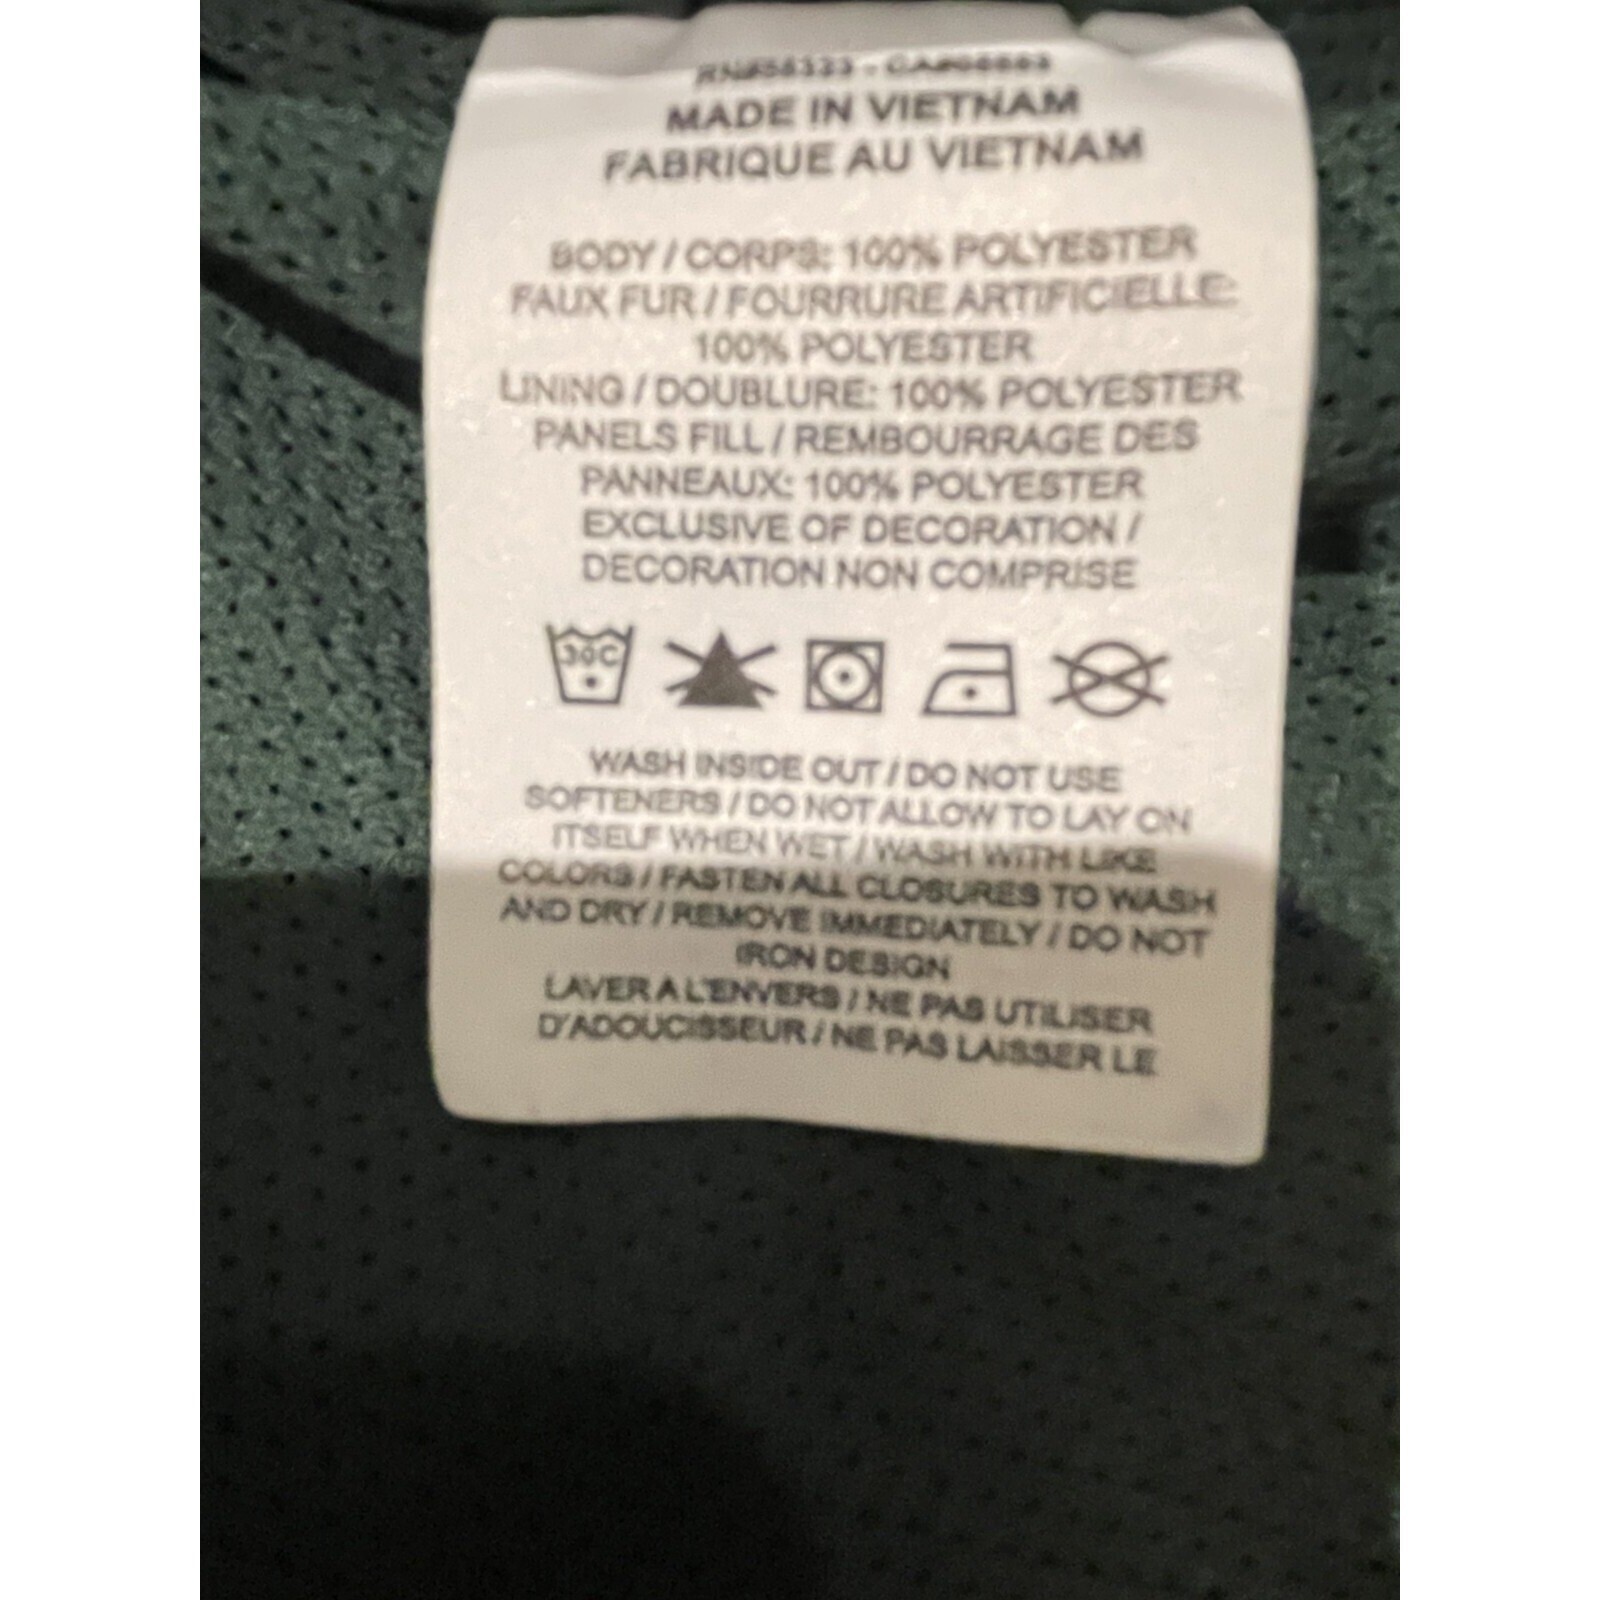 MADE IN VIETNAM
FABRIQUE AU VIETNAM
BODY / CORPS: 100% POLYESTER
FAUX FUR / FOURRURE ARTIFICIELLE:
100% POLYESTER
LINING / DOUBLURE: 100% POLYESTER
PANELS FILL / REMBOURRAGE DES
PANNEAUX: 100% POLYESTER
EXCLUSIVE OF DECORATION /
DECORATION NON COMPRISE
30C
WASH INSIDE OUT / DO NOT USE
SOFTENERS / DO NOT ALLOW TO LAY ON
ITSELF WHEN WET / WASH WITH LIKE
COLORS / FASTEN ALL CLOSURES TO WASH
AND DRY / REMOVE IMMEDIATELY / DO NOT
IRON DESIGN
LAVER A L'ENVERS / NE PAS UTILISER
D'ADOUCISSEUR / NE PAS LAISSER LE